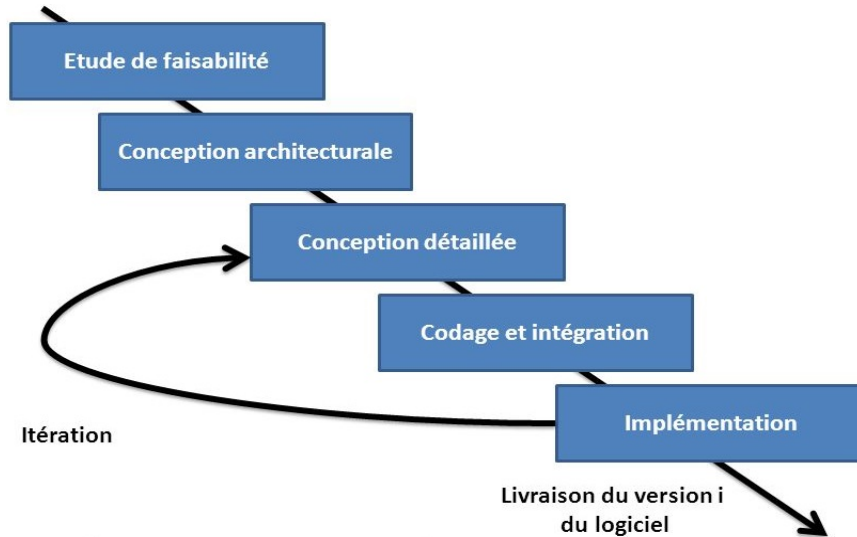 Etude de faisabilité
Conception architecturale
Conception détaillée
Codage et intégration
Implémentation
Itération
Livraison du version i
du logiciel